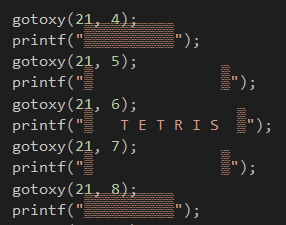 gotoxy(21, 4);
printf("▒▒▒▒▒▒▒▒▒▒▒");
gotoxy(21, 5);
printf("▒               ▒");
gotoxy(21, 6);
printf("▒   T E T R I S  ▒");
gotoxy(21, 7);
printf("▒               ▒");
gotoxy(21, 8);
printf("▒▒▒▒▒▒▒▒▒▒▒");